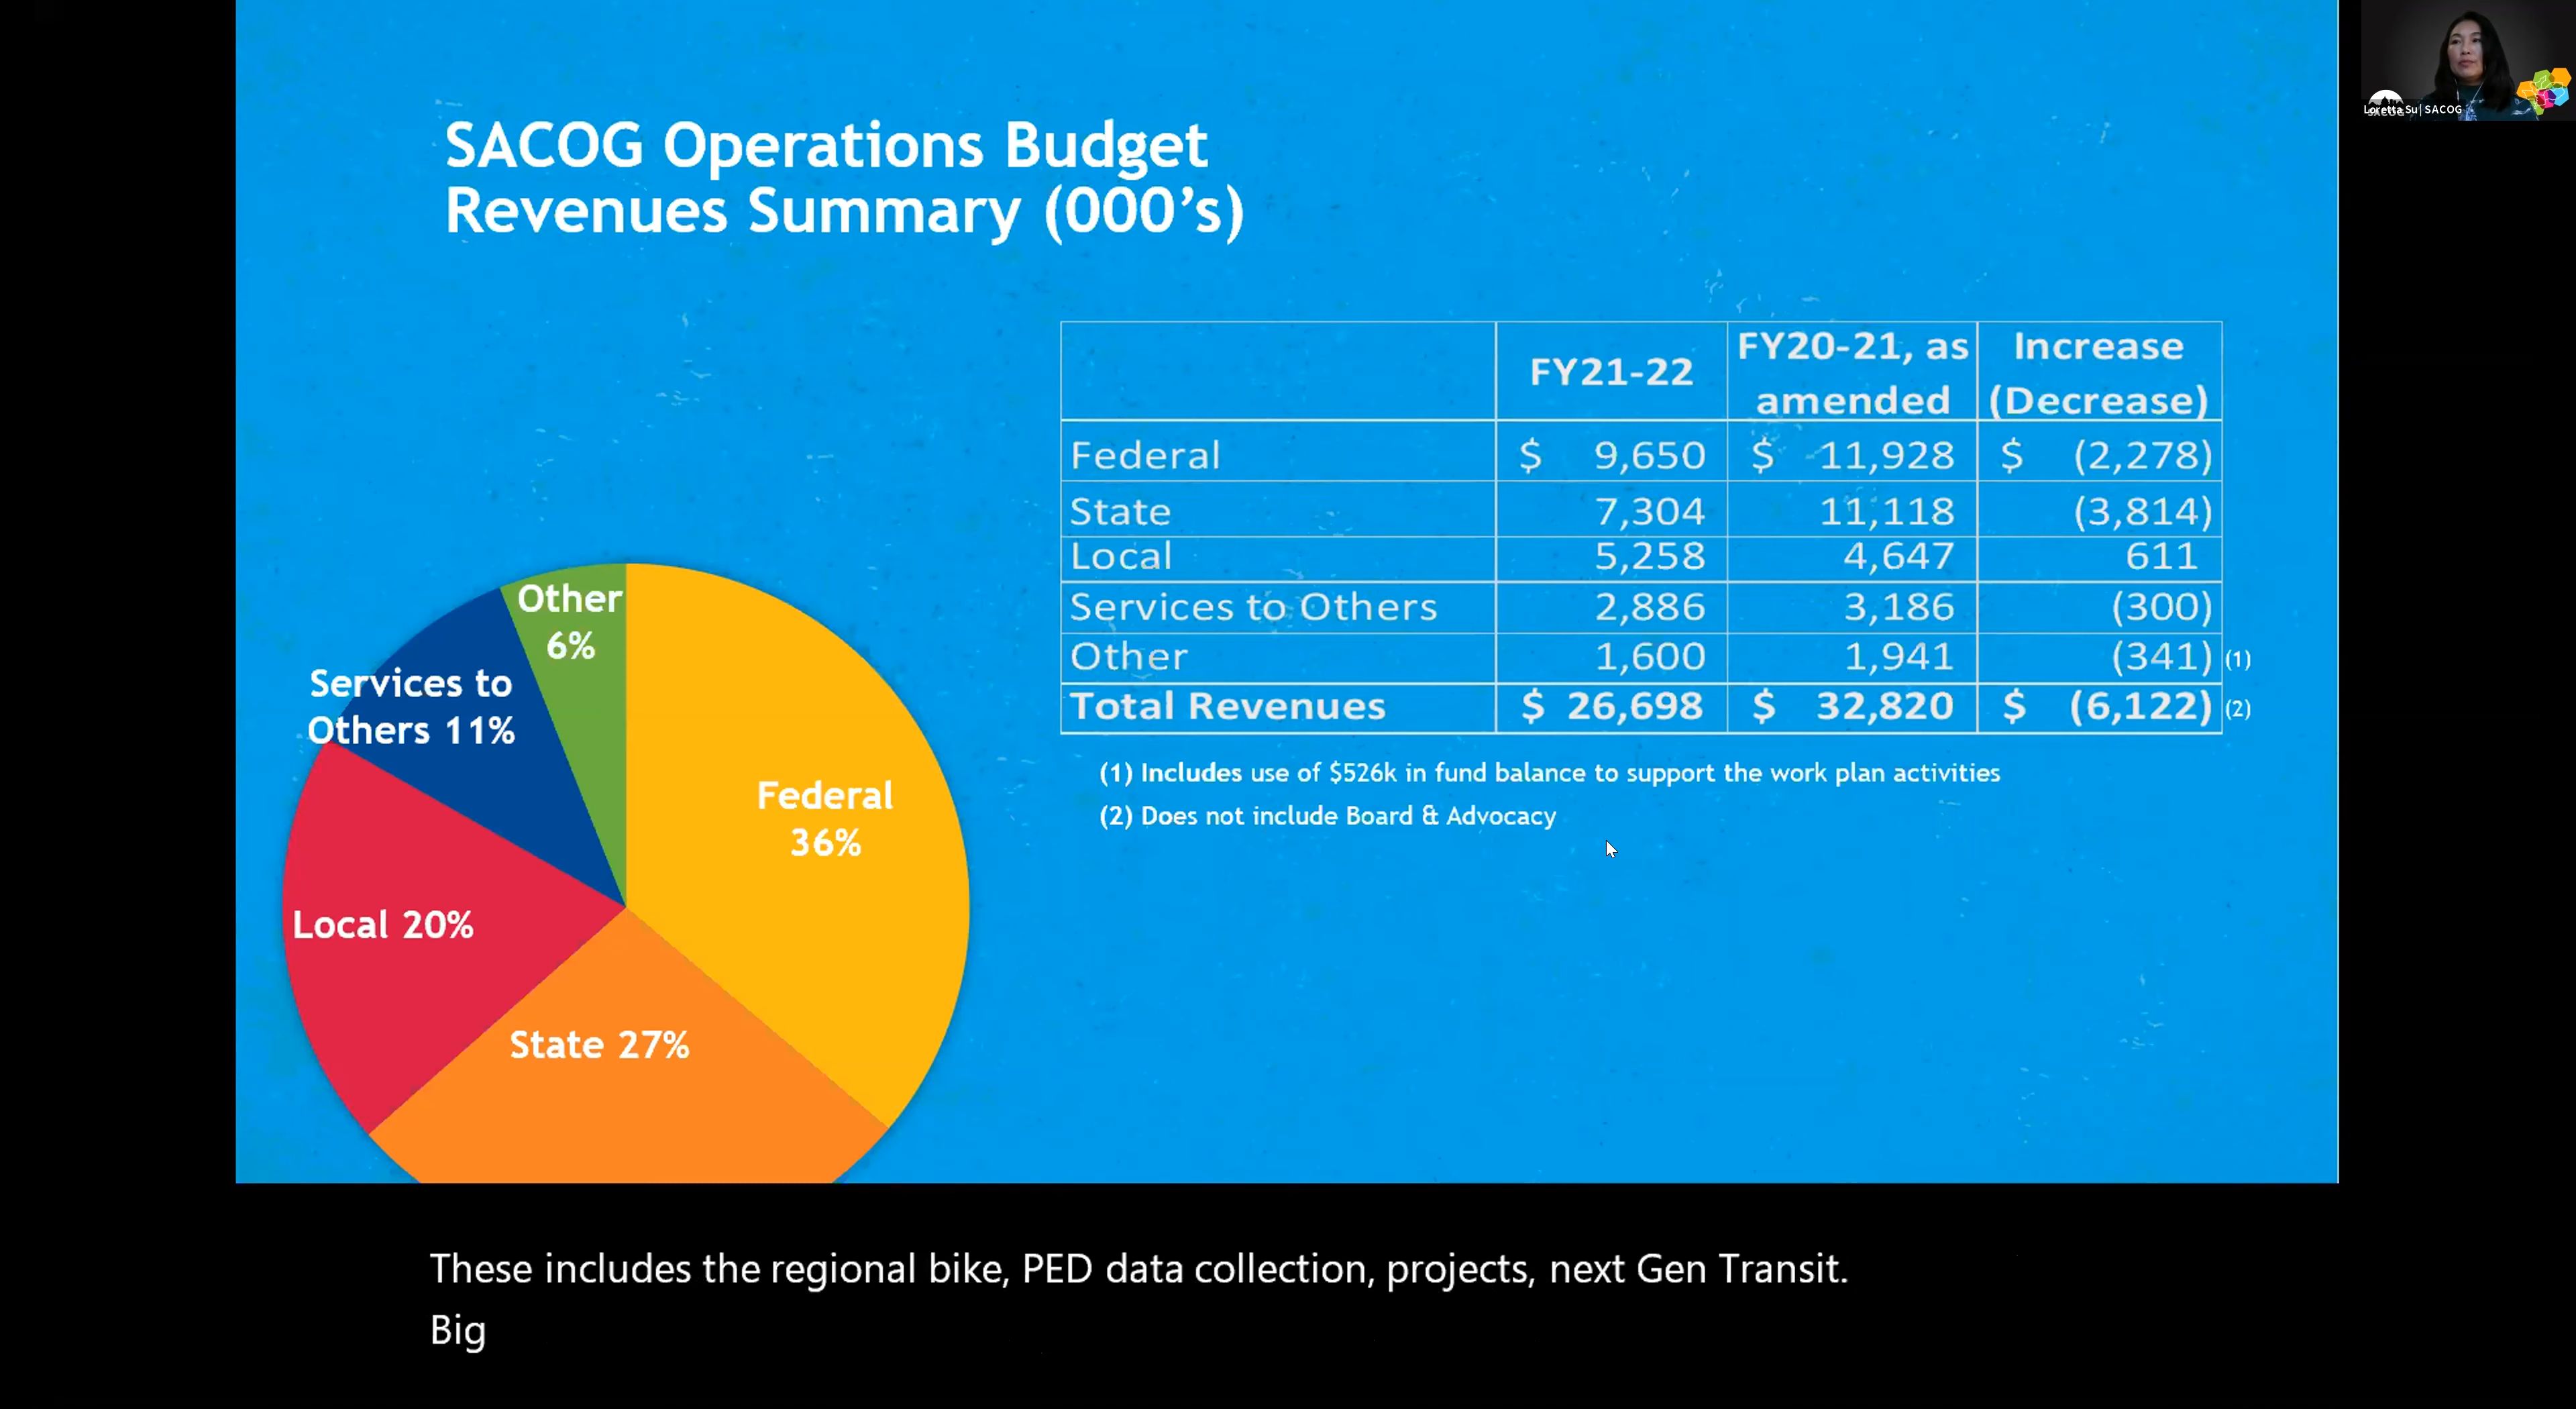 Loretta Su | SACOG
SACOG Operations Budget
Revenues Summary (000's)
FY21-22 FY20-21, as amended Increase (Decrease)
Federal $ 9,650 $ 11,928 $ (2,278)
State 7,304 11,118 (3,814)
Local 5,258 4,647 611
Services to Others 2,886 3,186 (300)
Other 1,600 1,941 (341) (1)
Total Revenues $ 26,698 $ 32,820 $ (6,122) (2)
(1) Includes use of $526k in fund balance to support the work plan activities
(2) Does not include Board & Advocacy
Other
6%
Services to
Others 11%
Federal
36%
Local 20%
State 27%
These includes the regional bike, PED data collection, projects, next Gen Transit.
Big